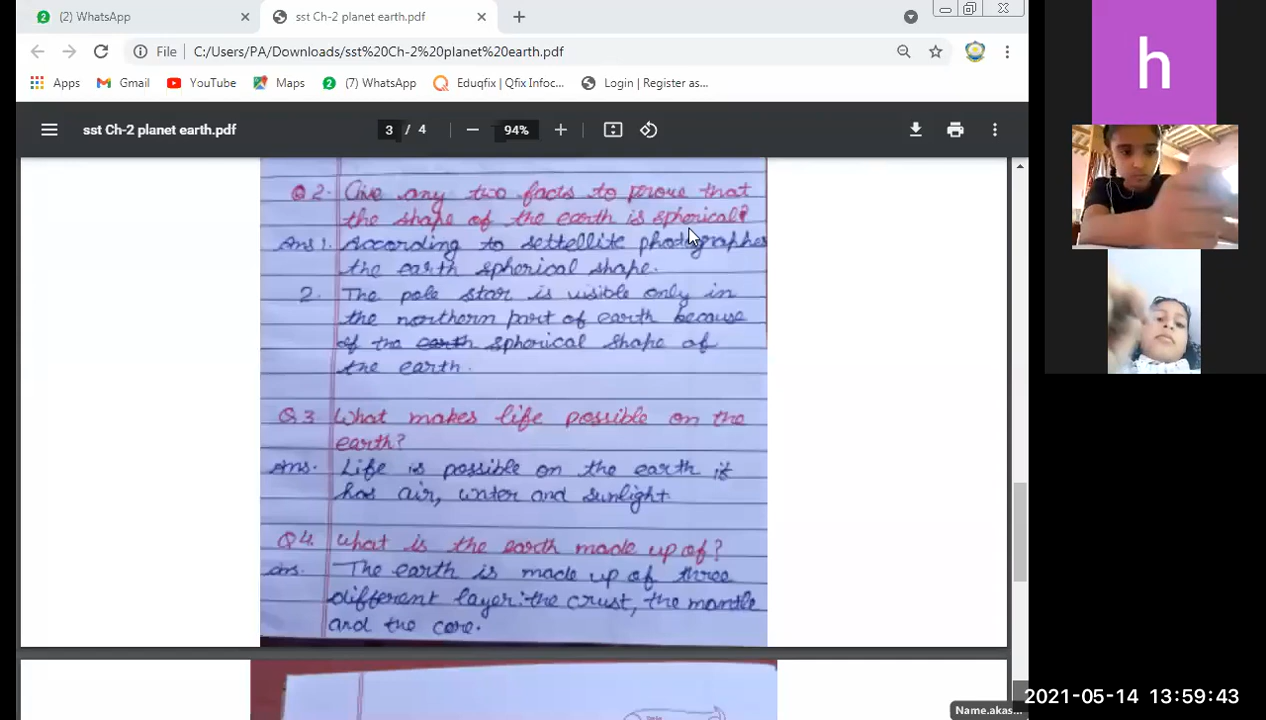 (2) WhatsApp
sst Ch-2 planet earth.pdf
File C:/Users/PA/Downloads/sst%20Ch-2%20planet%20earth.pdf
Apps Gmail YouTube Maps (7) WhatsApp Eduqfix | Qfix Infoc... Login | Register as...
sst Ch-2 planet earth.pdf 3 / 4 94%
Q 2. Give any two facts to prove that
the shape of the earth is spherical?
Ans 1. According to settellite photographes
the earth spherical shape.
2. The pole star is visible only in
the northern part of earth because
of the earth spherical shape of
the earth.
Q 3 What makes life possible on the
earth?
Ans. Life is possible on the earth it
has air, water and sunlight
Q4. What is the earth made up of?
Ans. The earth is made up of three
different layer: the crust, the mantle
and the core.
h
2021-05-14 13:59:43
Name.akas...